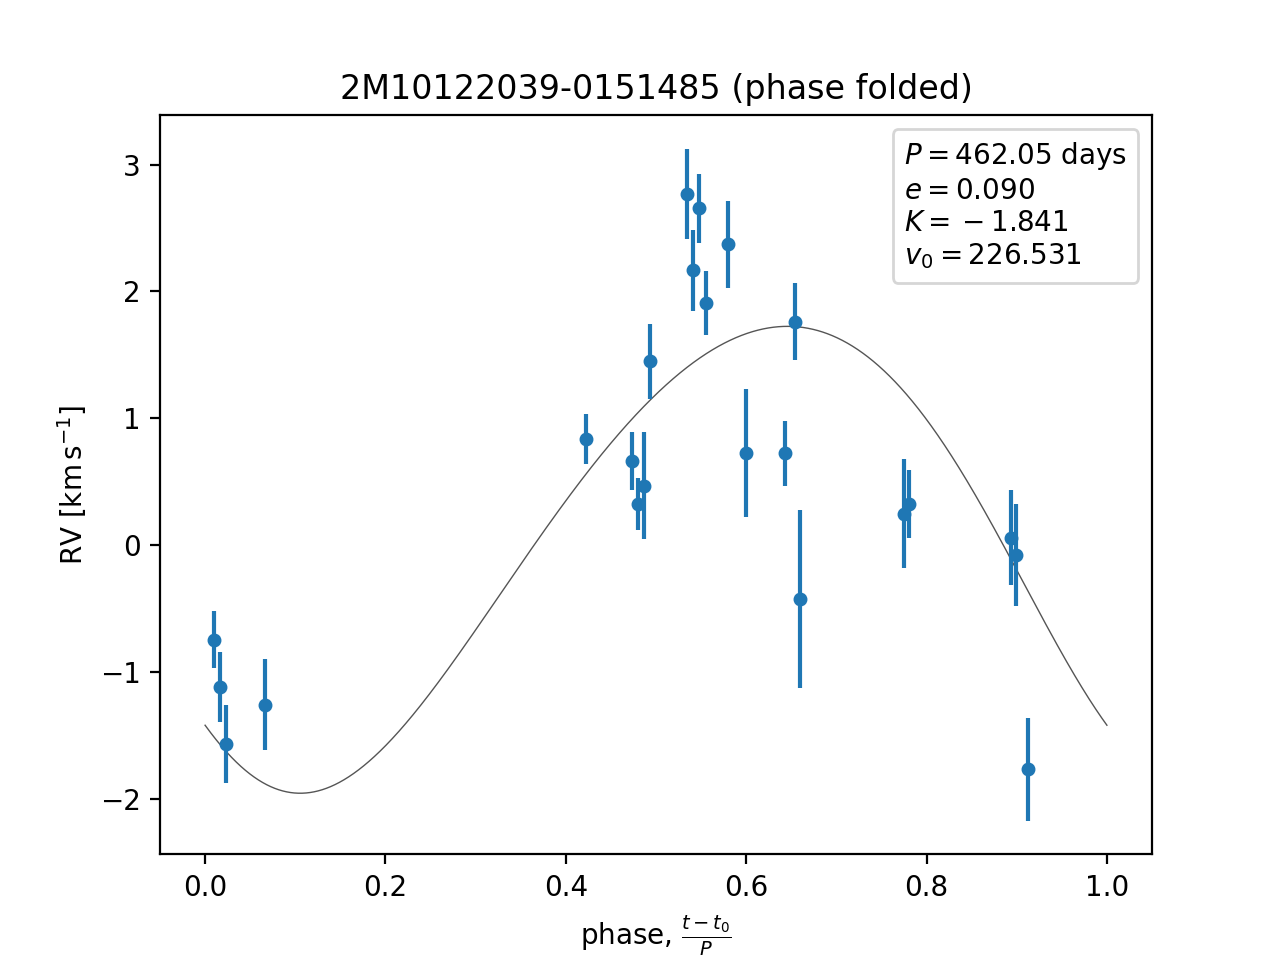 2M10122039-0151485 (phase folded)
P = 462.05 days
e = 0.090
K = −1.841
v₀ = 226.531
3
2
1
0
−1
−2
RV [km s⁻¹]
0.0 0.2 0.4 0.6 0.8 1.0
phase, (t − t₀)/P